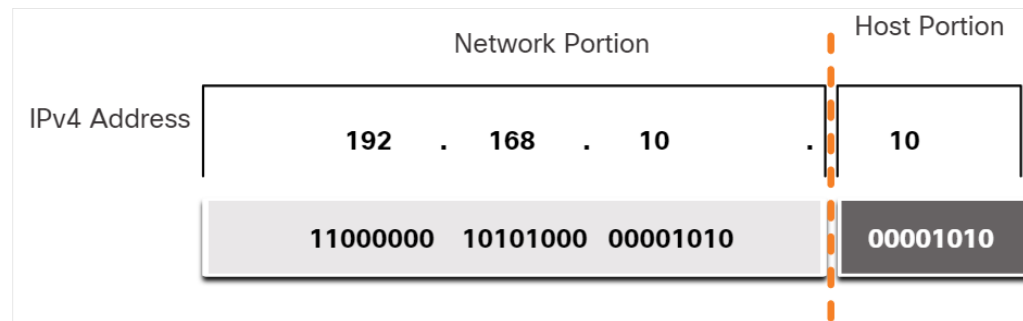 Network Portion
Host Portion
IPv4 Address
192 . 168 . 10 . 10
11000000 10101000 00001010 00001010